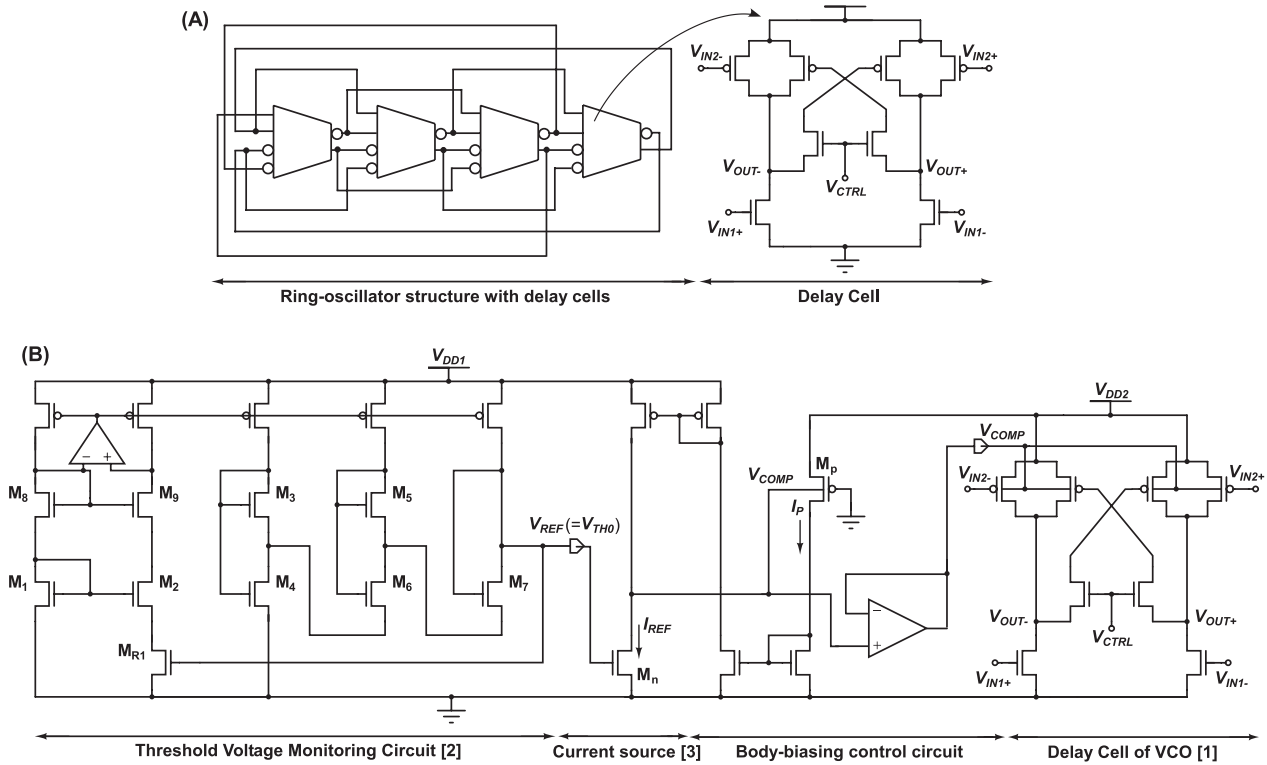 (A)
V_IN2-
V_IN2+
V_OUT-
V_CTRL
V_OUT+
V_IN1+
V_IN1-
Ring-oscillator structure with delay cells
Delay Cell
(B)
V_DD1
V_DD2
V_COMP
− +
M_p
V_COMP
V_IN2-
V_IN2+
M_8
M_9
M_3
M_5
I_P
V_REF (=V_TH0)
M_1
M_2
M_4
M_6
M_7
−
+
I_REF
V_OUT-
V_CTRL
V_OUT+
M_R1
M_n
V_IN1+
V_IN1-
Threshold Voltage Monitoring Circuit [2]
Current source [3]
Body-biasing control circuit
Delay Cell of VCO [1]